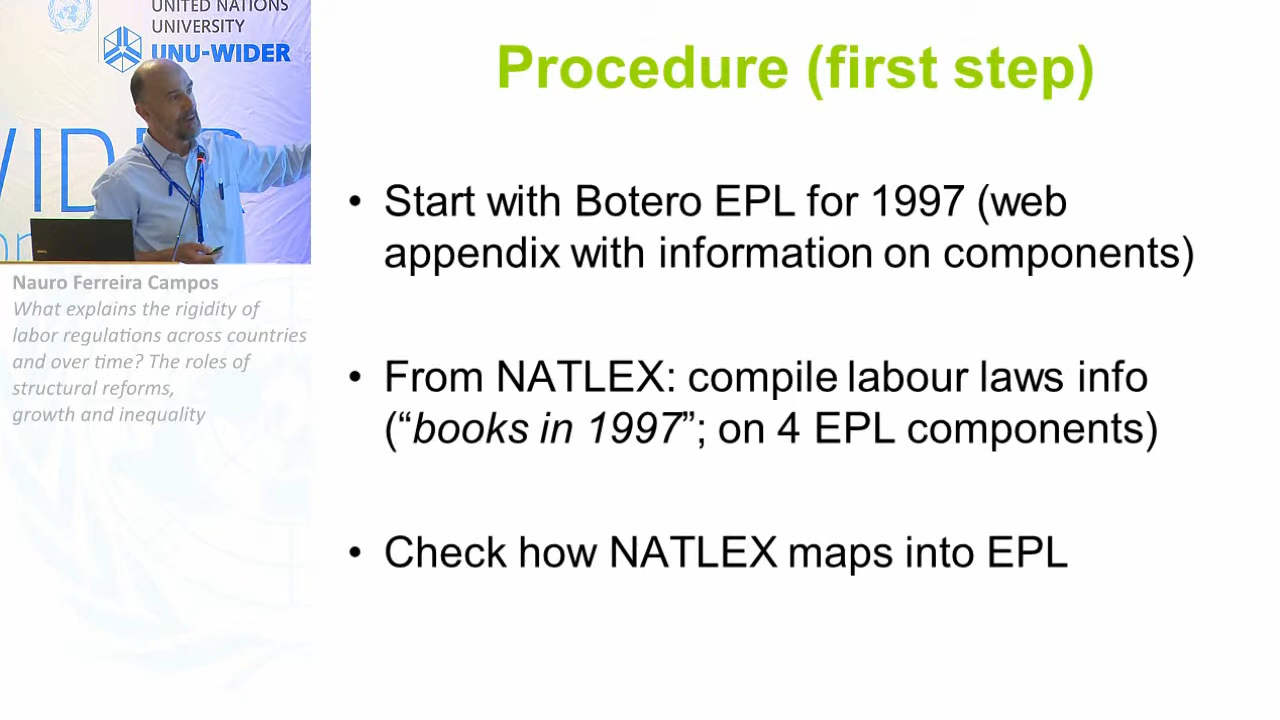 UNITED NATIONS
UNIVERSITY
UNU-WIDER
Nauro Ferreira Campos
What explains the rigidity of
labor regulations across countries
and over time? The roles of
structural reforms,
growth and inequality
Procedure (first step)
• Start with Botero EPL for 1997 (web
appendix with information on components)
• From NATLEX: compile labour laws info
(“books in 1997”; on 4 EPL components)
• Check how NATLEX maps into EPL